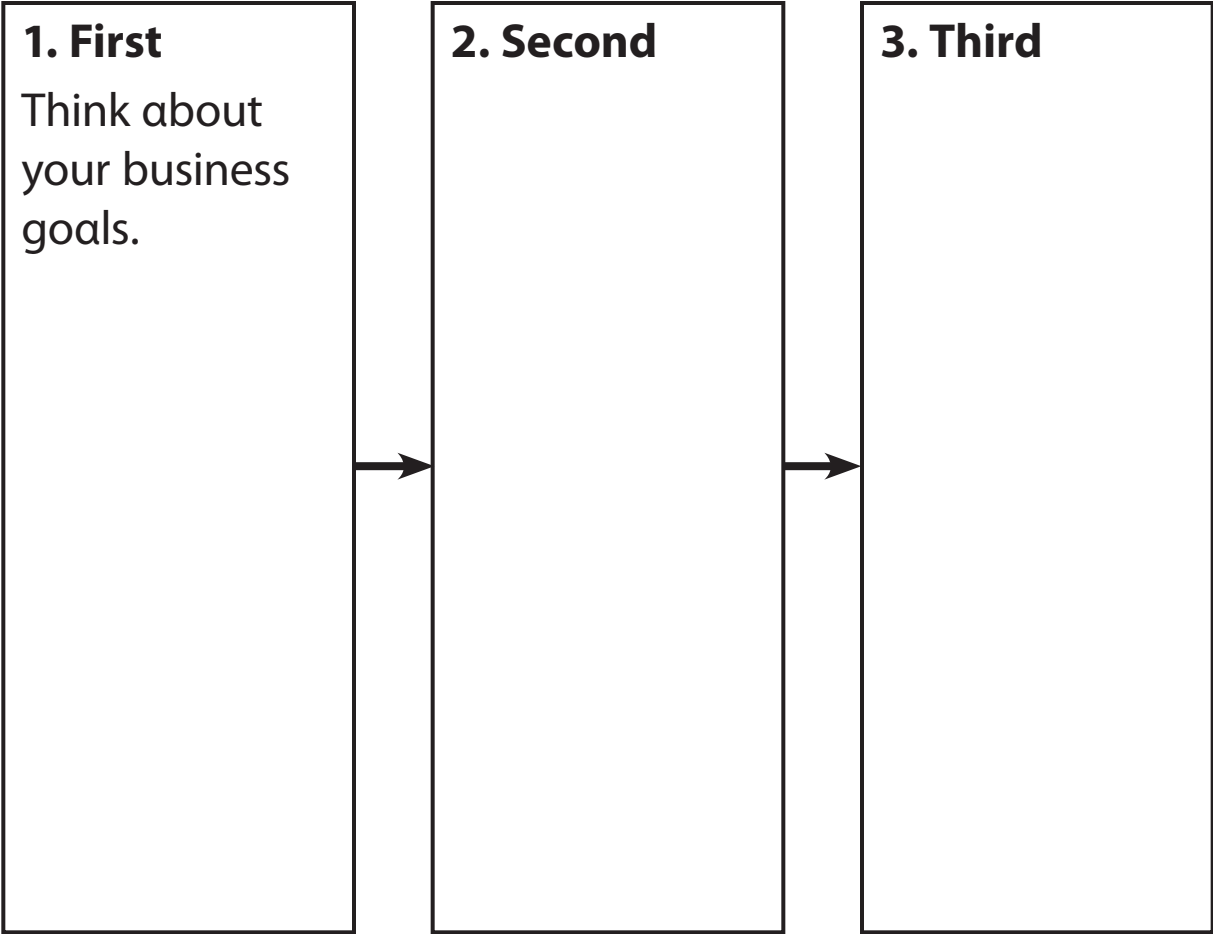 1. First
Think about
your business
goals.
2. Second
3. Third